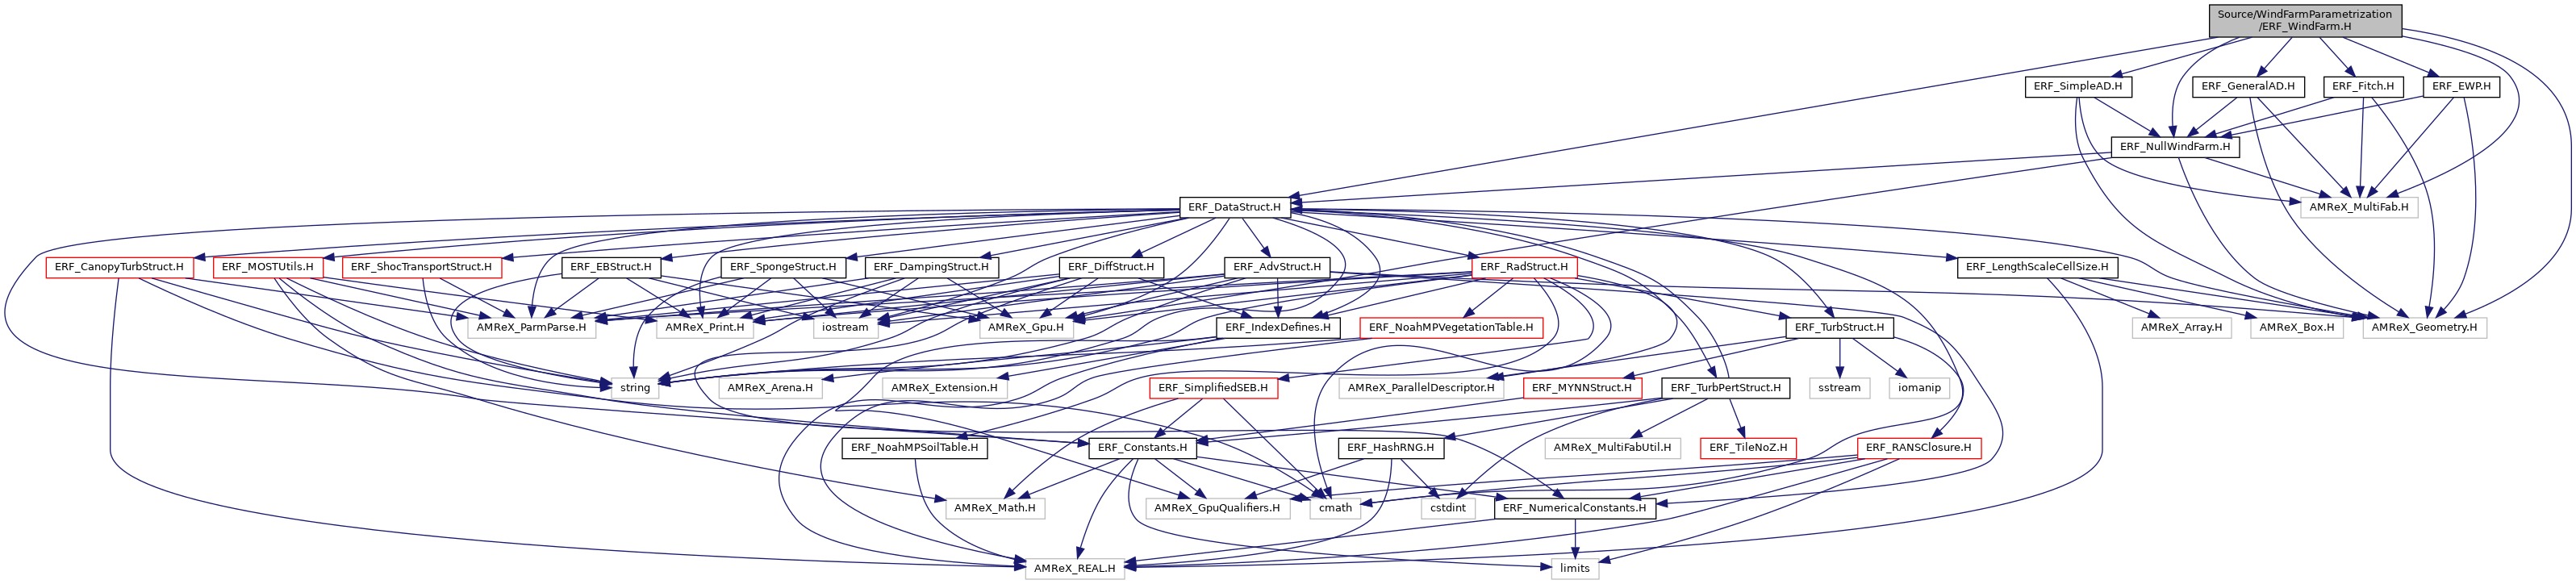 Source/WindFarmParametrization
/ERF_WindFarm.H
ERF_SimpleAD.H
ERF_GeneralAD.H
ERF_Fitch.H
ERF_EWP.H
ERF_NullWindFarm.H
ERF_DataStruct.H
AMReX_MultiFab.H
ERF_CanopyTurbStruct.H
ERF_MOSTUtils.H
ERF_ShocTransportStruct.H
ERF_EBStruct.H
ERF_SpongeStruct.H
ERF_DampingStruct.H
ERF_DiffStruct.H
ERF_AdvStruct.H
ERF_RadStruct.H
ERF_LengthScaleCellSize.H
AMReX_ParmParse.H
AMReX_Print.H
iostream
AMReX_Gpu.H
ERF_IndexDefines.H
ERF_NoahMPVegetationTable.H
ERF_TurbStruct.H
AMReX_Array.H
AMReX_Box.H
AMReX_Geometry.H
string
AMReX_Arena.H
AMReX_Extension.H
ERF_SimplifiedSEB.H
AMReX_ParallelDescriptor.H
ERF_MYNNStruct.H
ERF_TurbPertStruct.H
sstream
iomanip
ERF_NoahMPSoilTable.H
ERF_Constants.H
ERF_HashRNG.H
AMReX_MultiFabUtil.H
ERF_TileNoZ.H
ERF_RANSClosure.H
AMReX_Math.H
AMReX_GpuQualifiers.H
cmath
cstdint
ERF_NumericalConstants.H
AMReX_REAL.H
limits